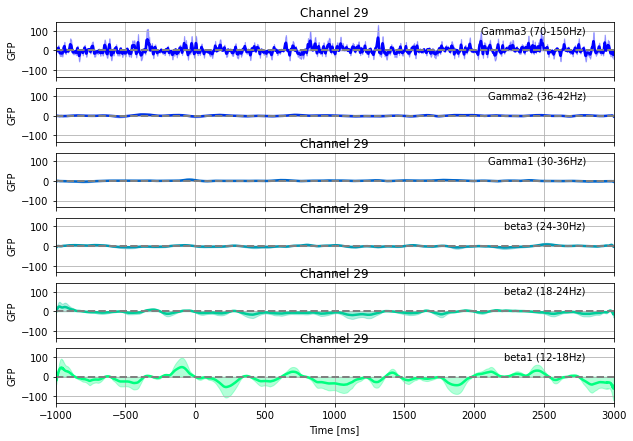 Channel 29
Gamma3 (70-150Hz)
GFP
100
0
−100
Channel 29
Gamma2 (36-42Hz)
GFP
100
0
−100
Channel 29
Gamma1 (30-36Hz)
GFP
100
0
−100
Channel 29
beta3 (24-30Hz)
GFP
100
0
−100
Channel 29
beta2 (18-24Hz)
GFP
100
0
−100
Channel 29
beta1 (12-18Hz)
GFP
100
0
−100
−1000 −500 0 500 1000 1500 2000 2500 3000
Time [ms]